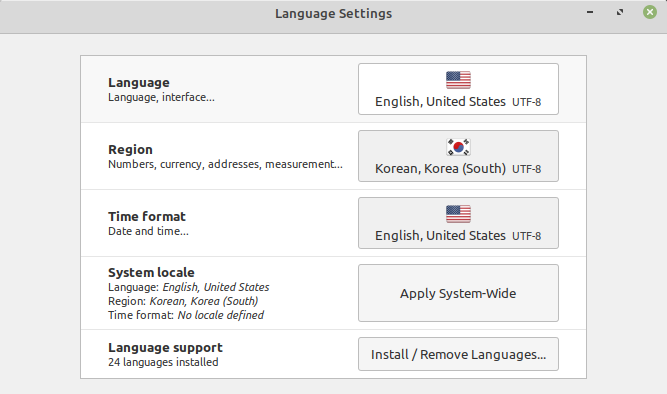 Language Settings
Language
Language, interface...
English, United States UTF-8
Region
Numbers, currency, addresses, measurement...
Korean, Korea (South) UTF-8
Time format
Date and time...
English, United States UTF-8
System locale
Language: English, United States
Region: Korean, Korea (South)
Time format: No locale defined
Apply System-Wide
Language support
24 languages installed
Install / Remove Languages...